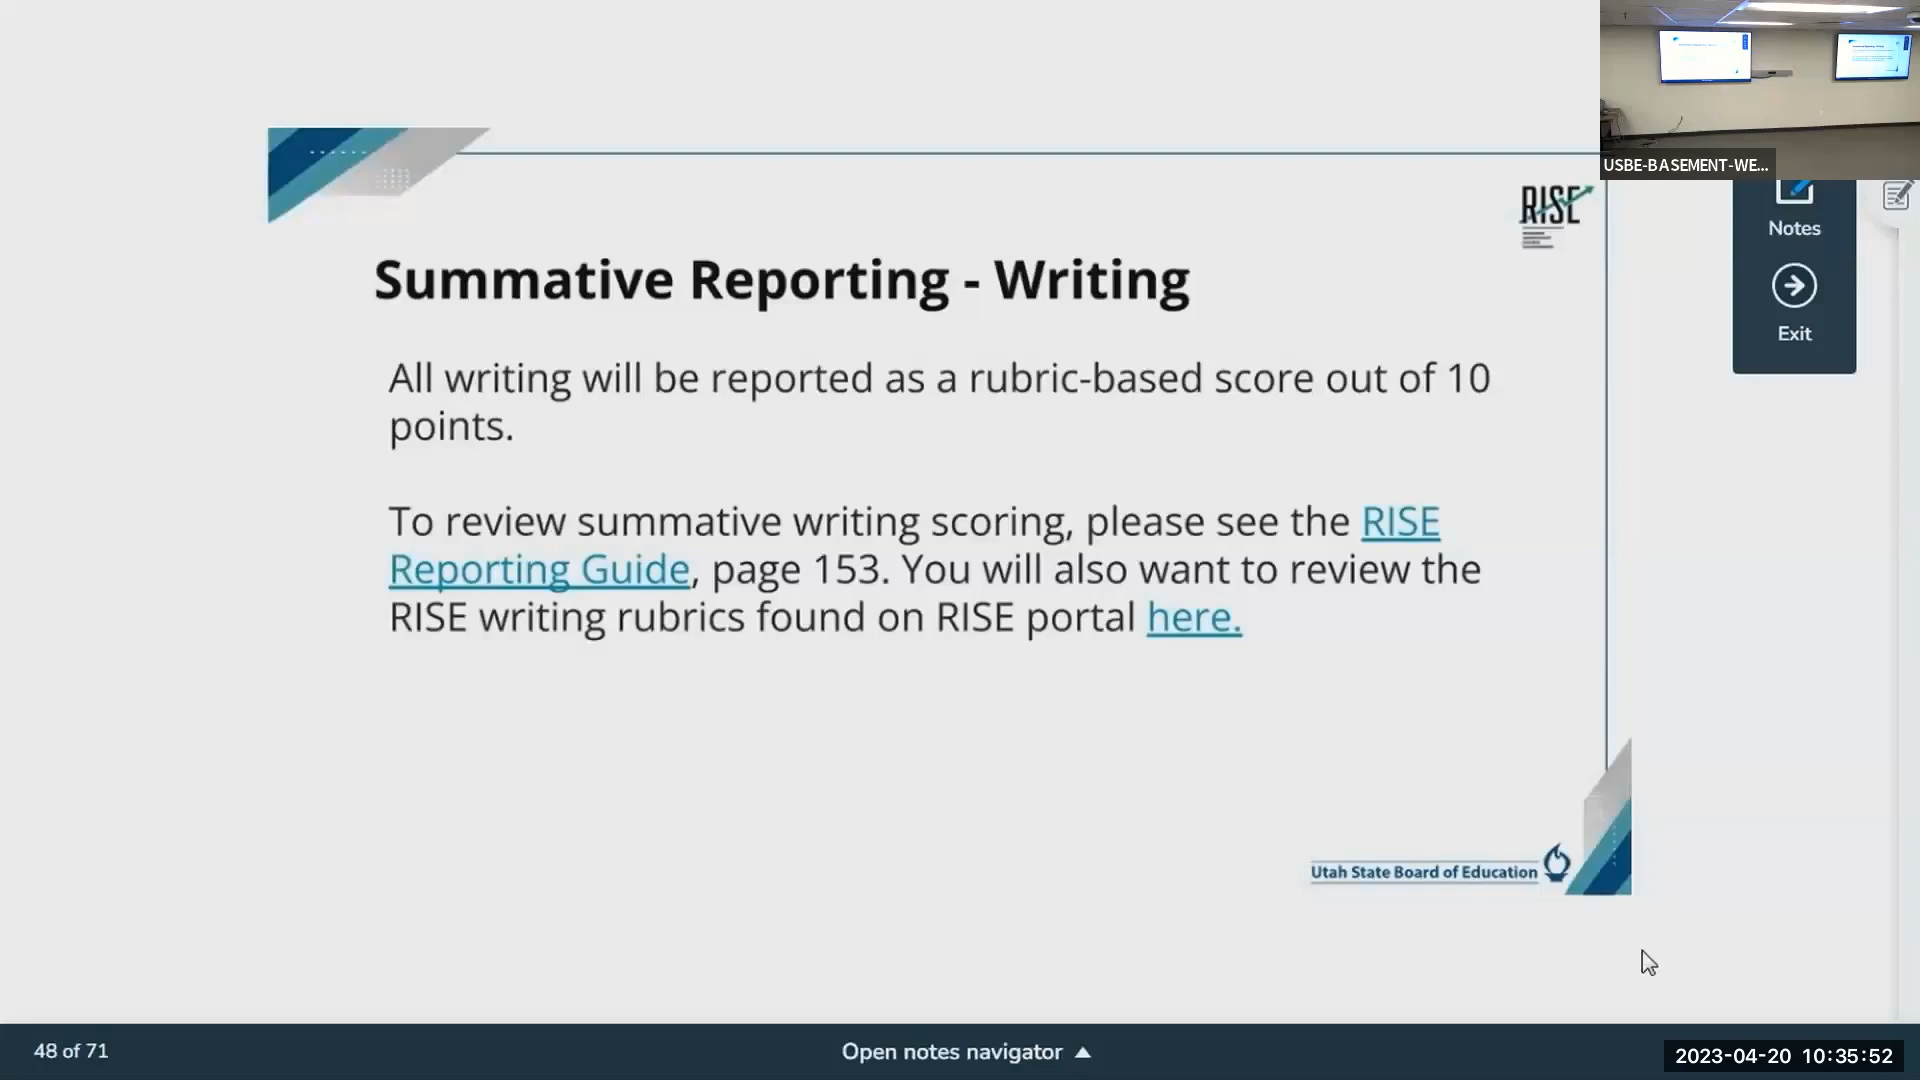 USBE-BASEMENT-WE...
RISE
Notes
Exit
Summative Reporting - Writing
All writing will be reported as a rubric-based score out of 10
points.
To review summative writing scoring, please see the RISE
Reporting Guide, page 153. You will also want to review the
RISE writing rubrics found on RISE portal here.
Utah State Board of Education
48 of 71
Open notes navigator ▲
2023-04-20 10:35:52